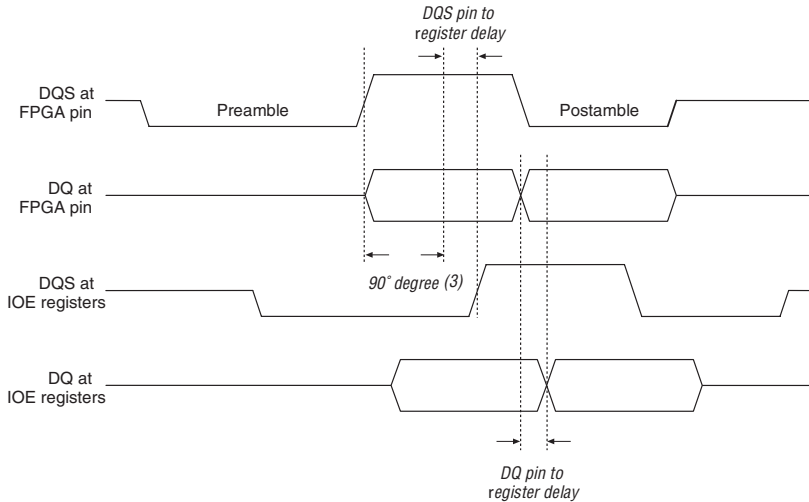 DQS pin to
register delay
DQS at
FPGA pin
Preamble
Postamble
DQ at
FPGA pin
90˚ degree (3)
DQS at
IOE registers
DQ at
IOE registers
DQ pin to
register delay